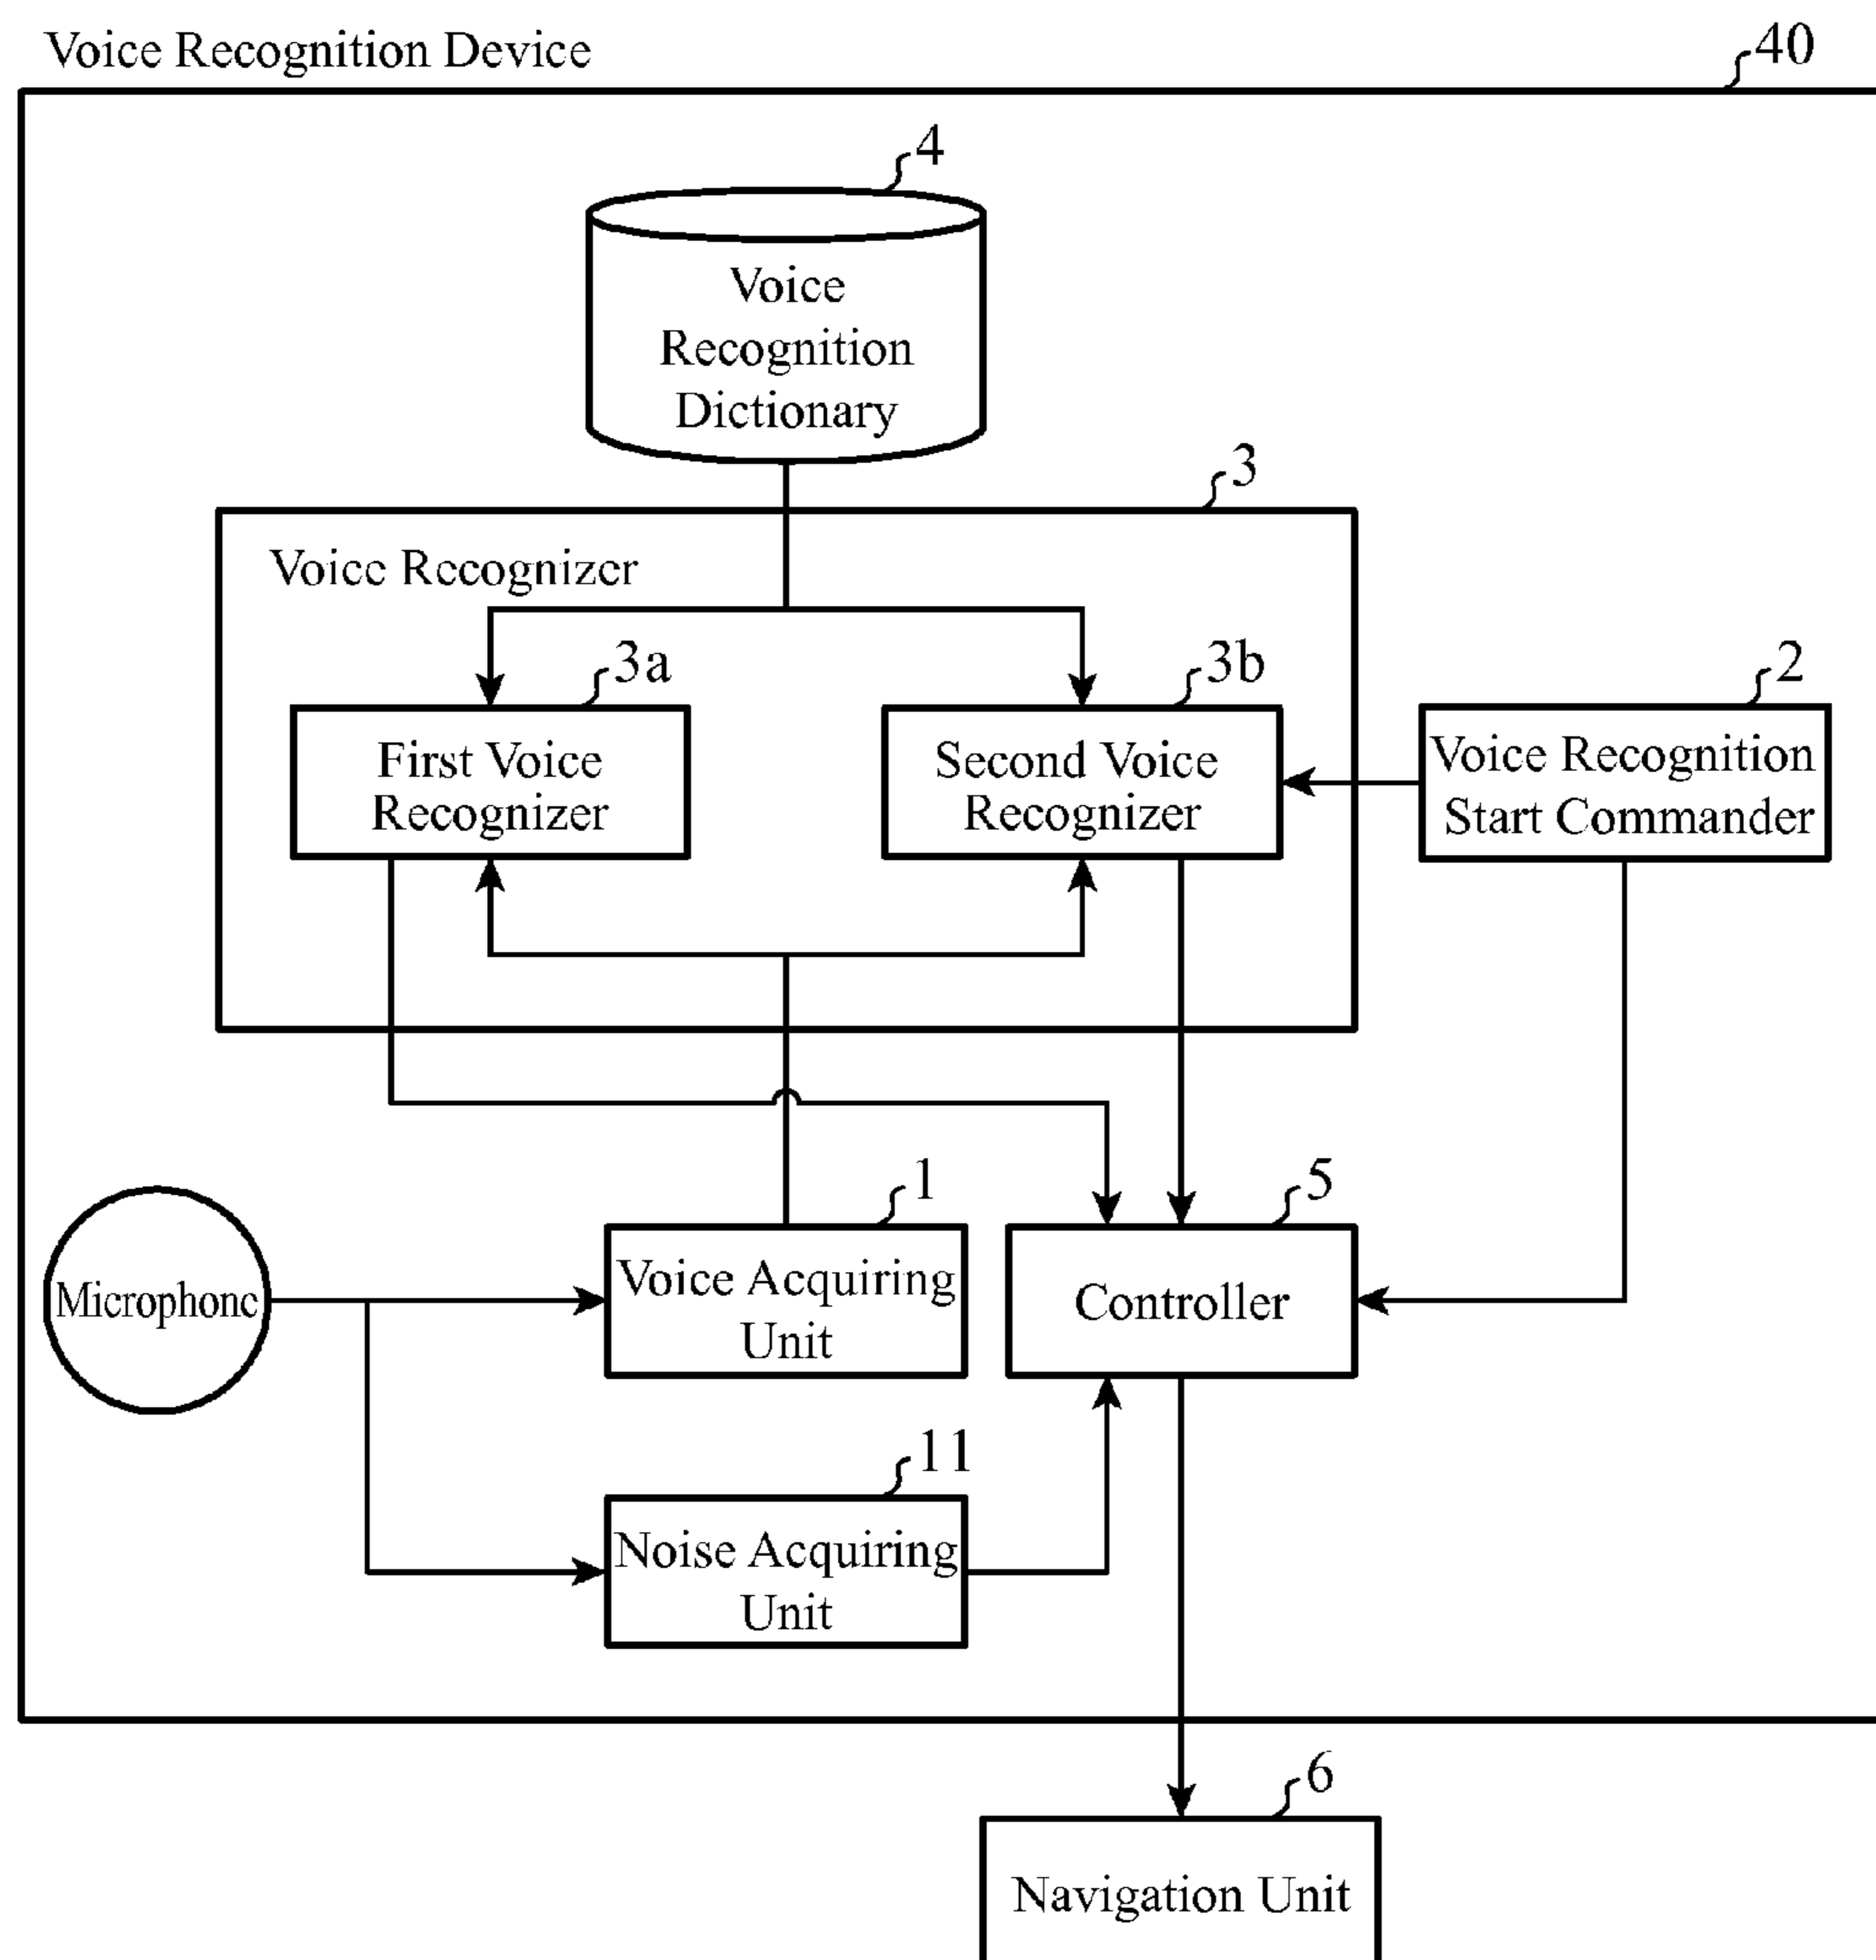 Voice Recognition Device
40
4
Voice
Recognition
Dictionary
3
Voice Recognizer
3a
3b
2
First Voice
Recognizer
Second Voice
Recognizer
Voice Recognition
Start Commander
1
5
Microphone
Voice Acquiring
Unit
Controller
11
Noise Acquiring
Unit
6
Navigation Unit